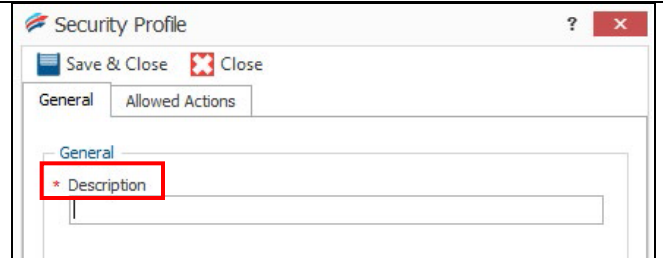 Security Profile ?
Save & Close Close
General Allowed Actions
General
* Description